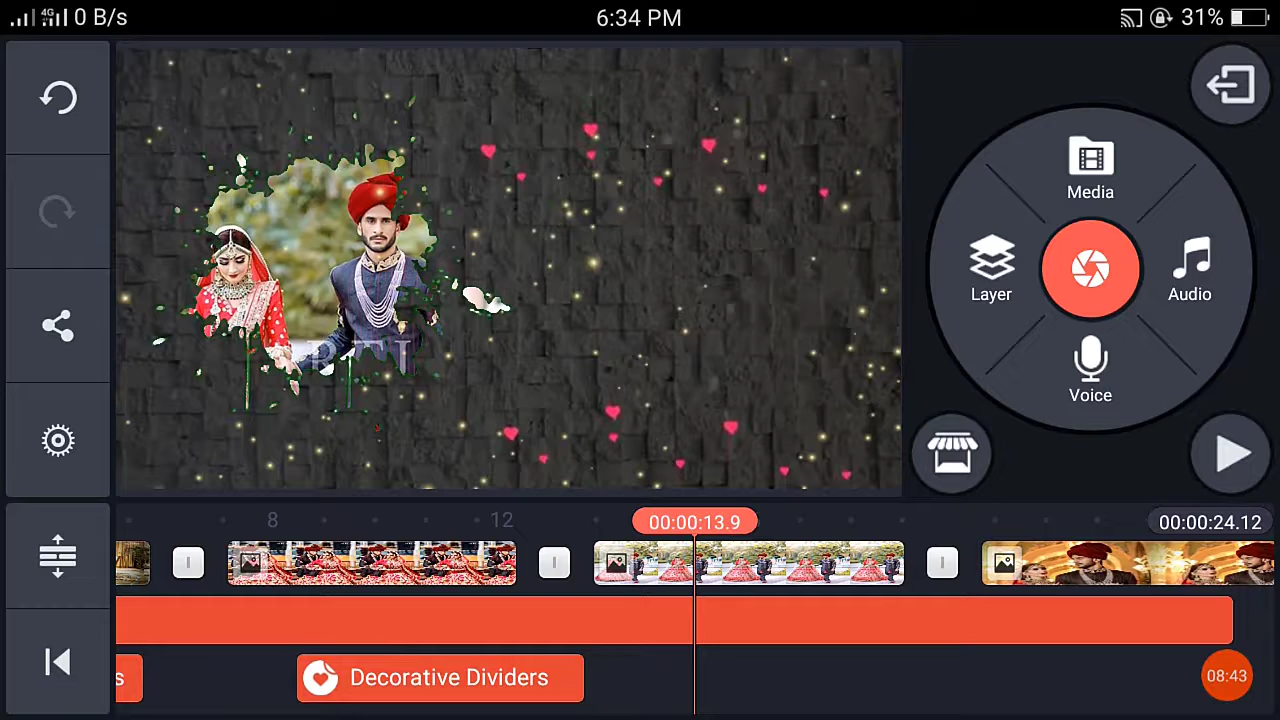 4G 0 B/s 6:34 PM 31%
Media
Layer
Audio
Voice
8 12 00:00:13.9 00:00:24.12
s Decorative Dividers 08:43